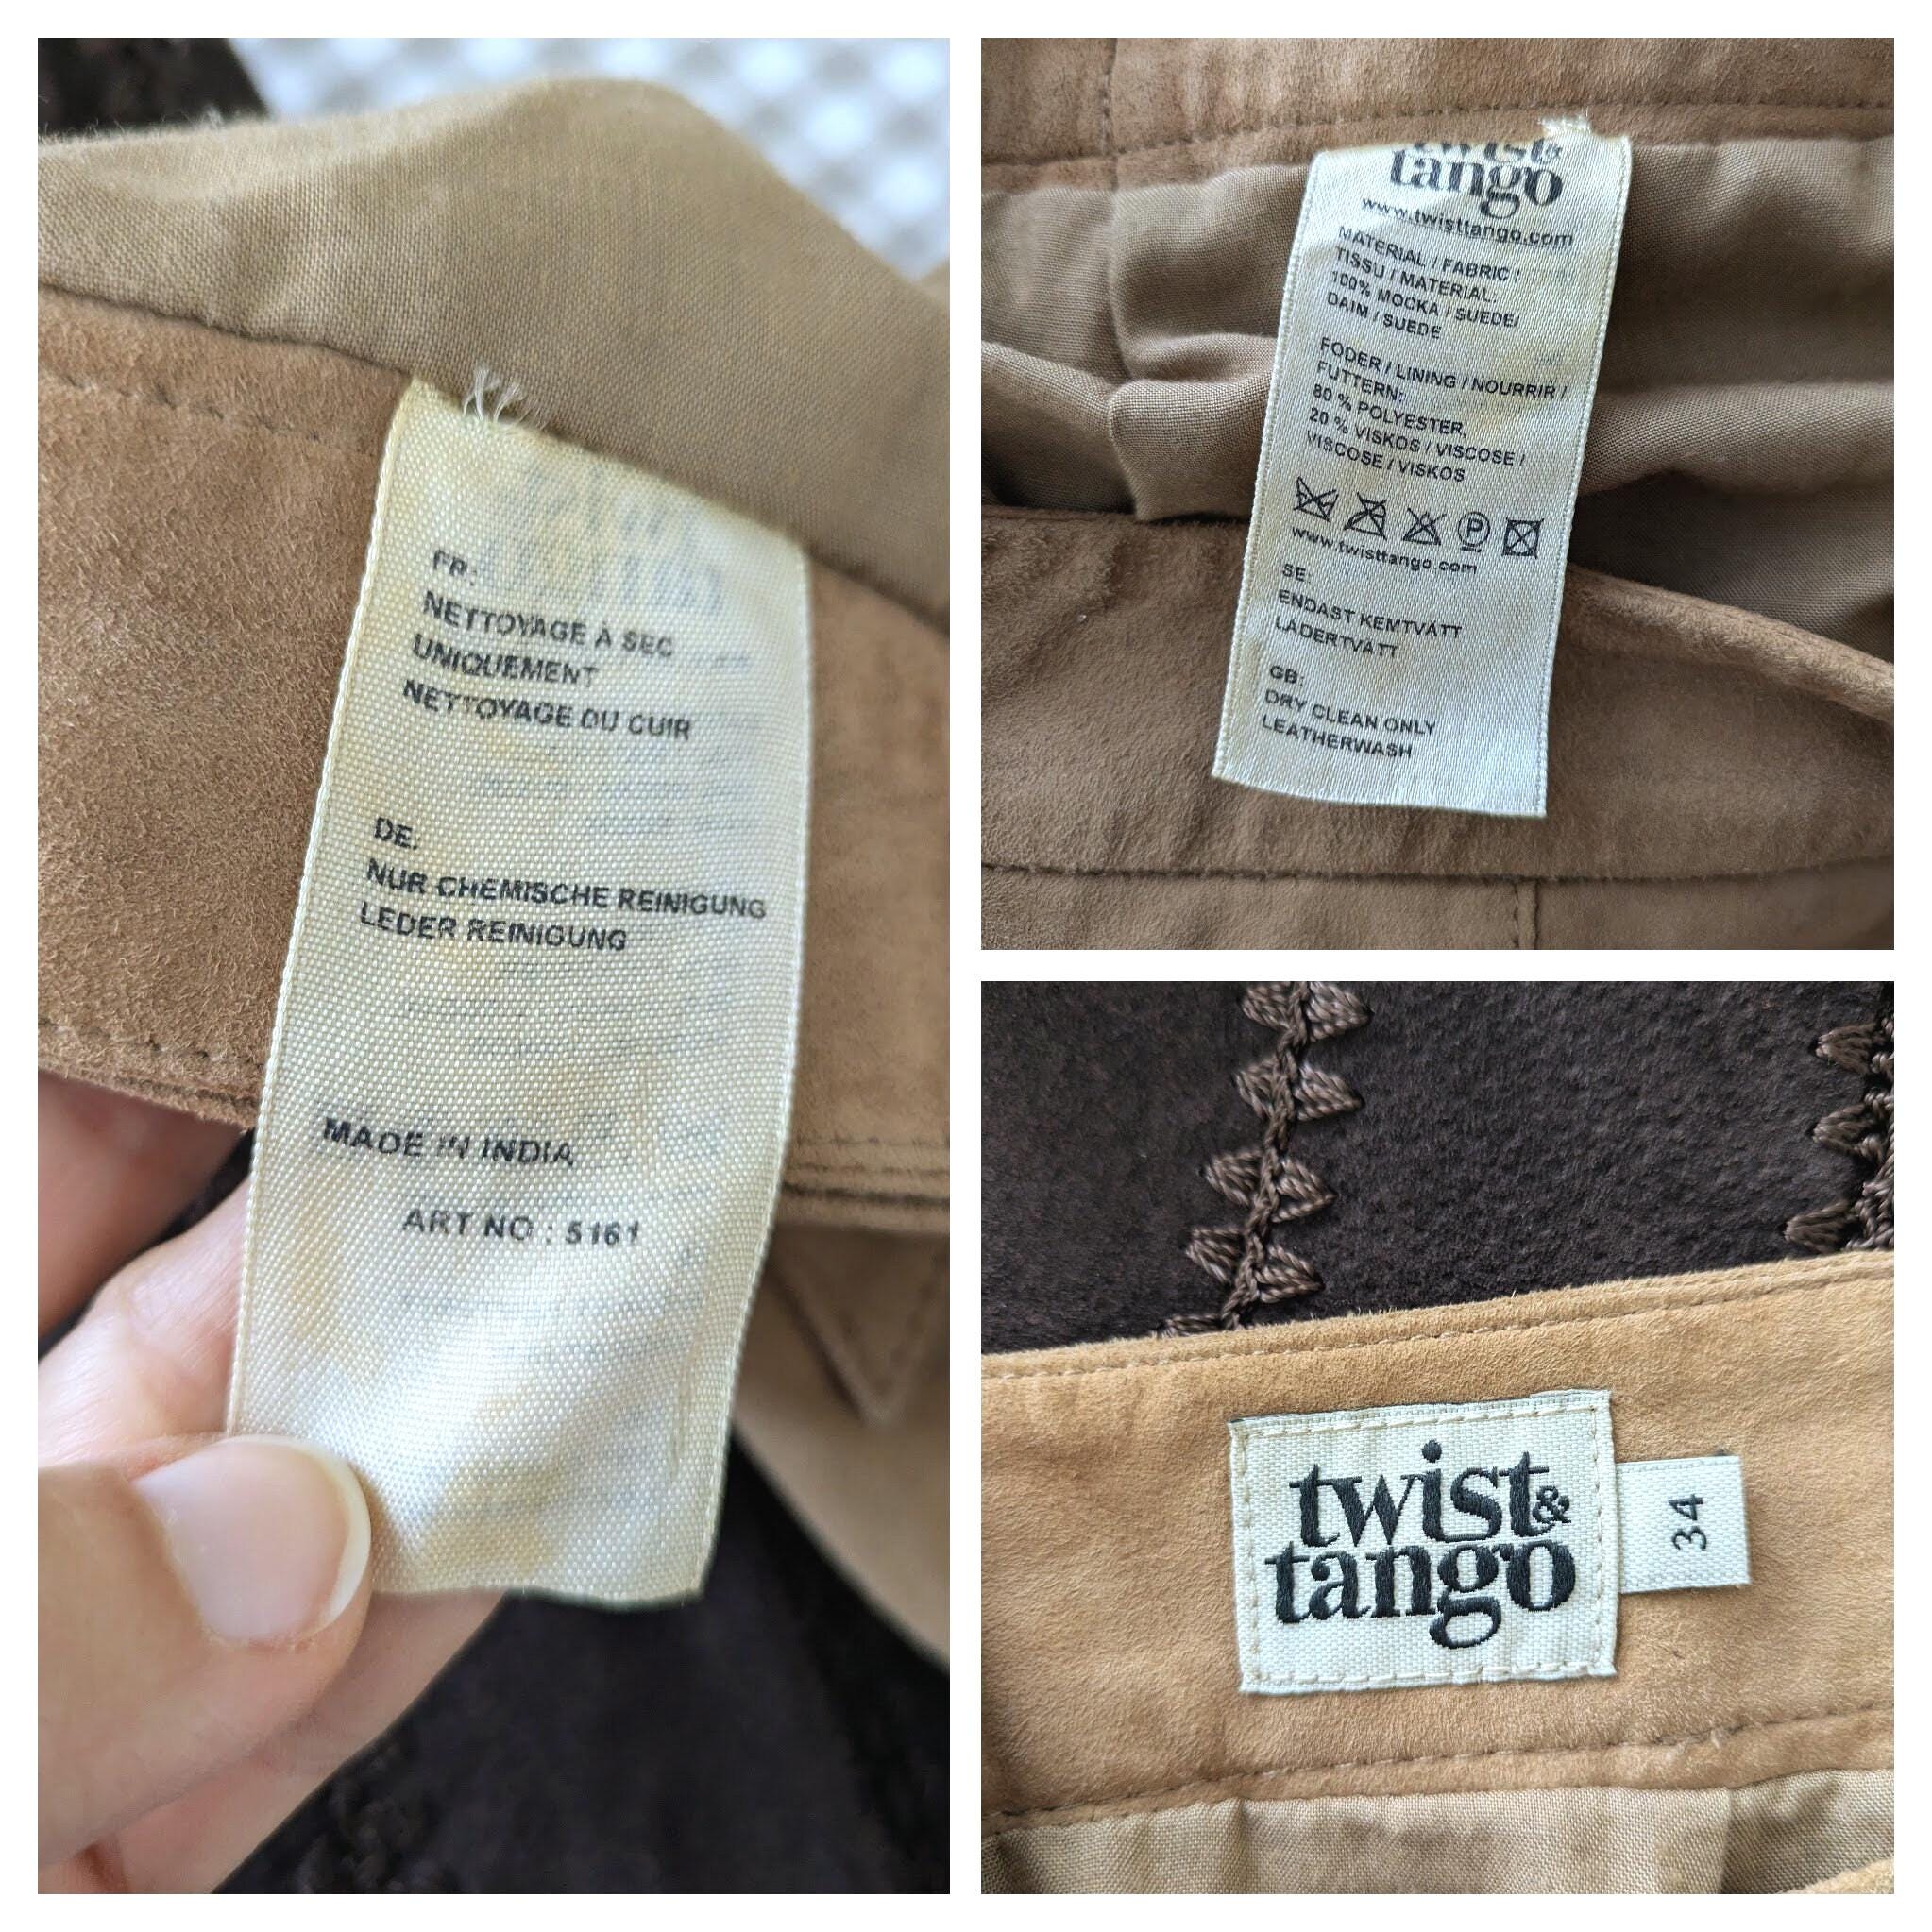 FR:
NETTOYAGE À SEC
UNIQUEMENT
NETTOYAGE DU CUIR
DE.
NUR CHEMISCHE REINIGUNG
LEDER REINIGUNG
MADE IN INDIA
ART NO : 5161
twist&
tango
www.twisttango.com
MATERIAL / FABRIC /
TISSU / MATERIAL:
100% MOCKA / SUEDE/
DAIM / SUEDE
FODER / LINING / NOURRIR /
FUTTERN:
80 % POLYESTER,
20 % VISKOS / VISCOSE /
VISCOSE / VISKOS
P
www.twisttango.com
SE:
ENDAST KEMTVÄTT
LÄDERTVÄTT
GB:
DRY CLEAN ONLY
LEATHERWASH
twist&
tango
34